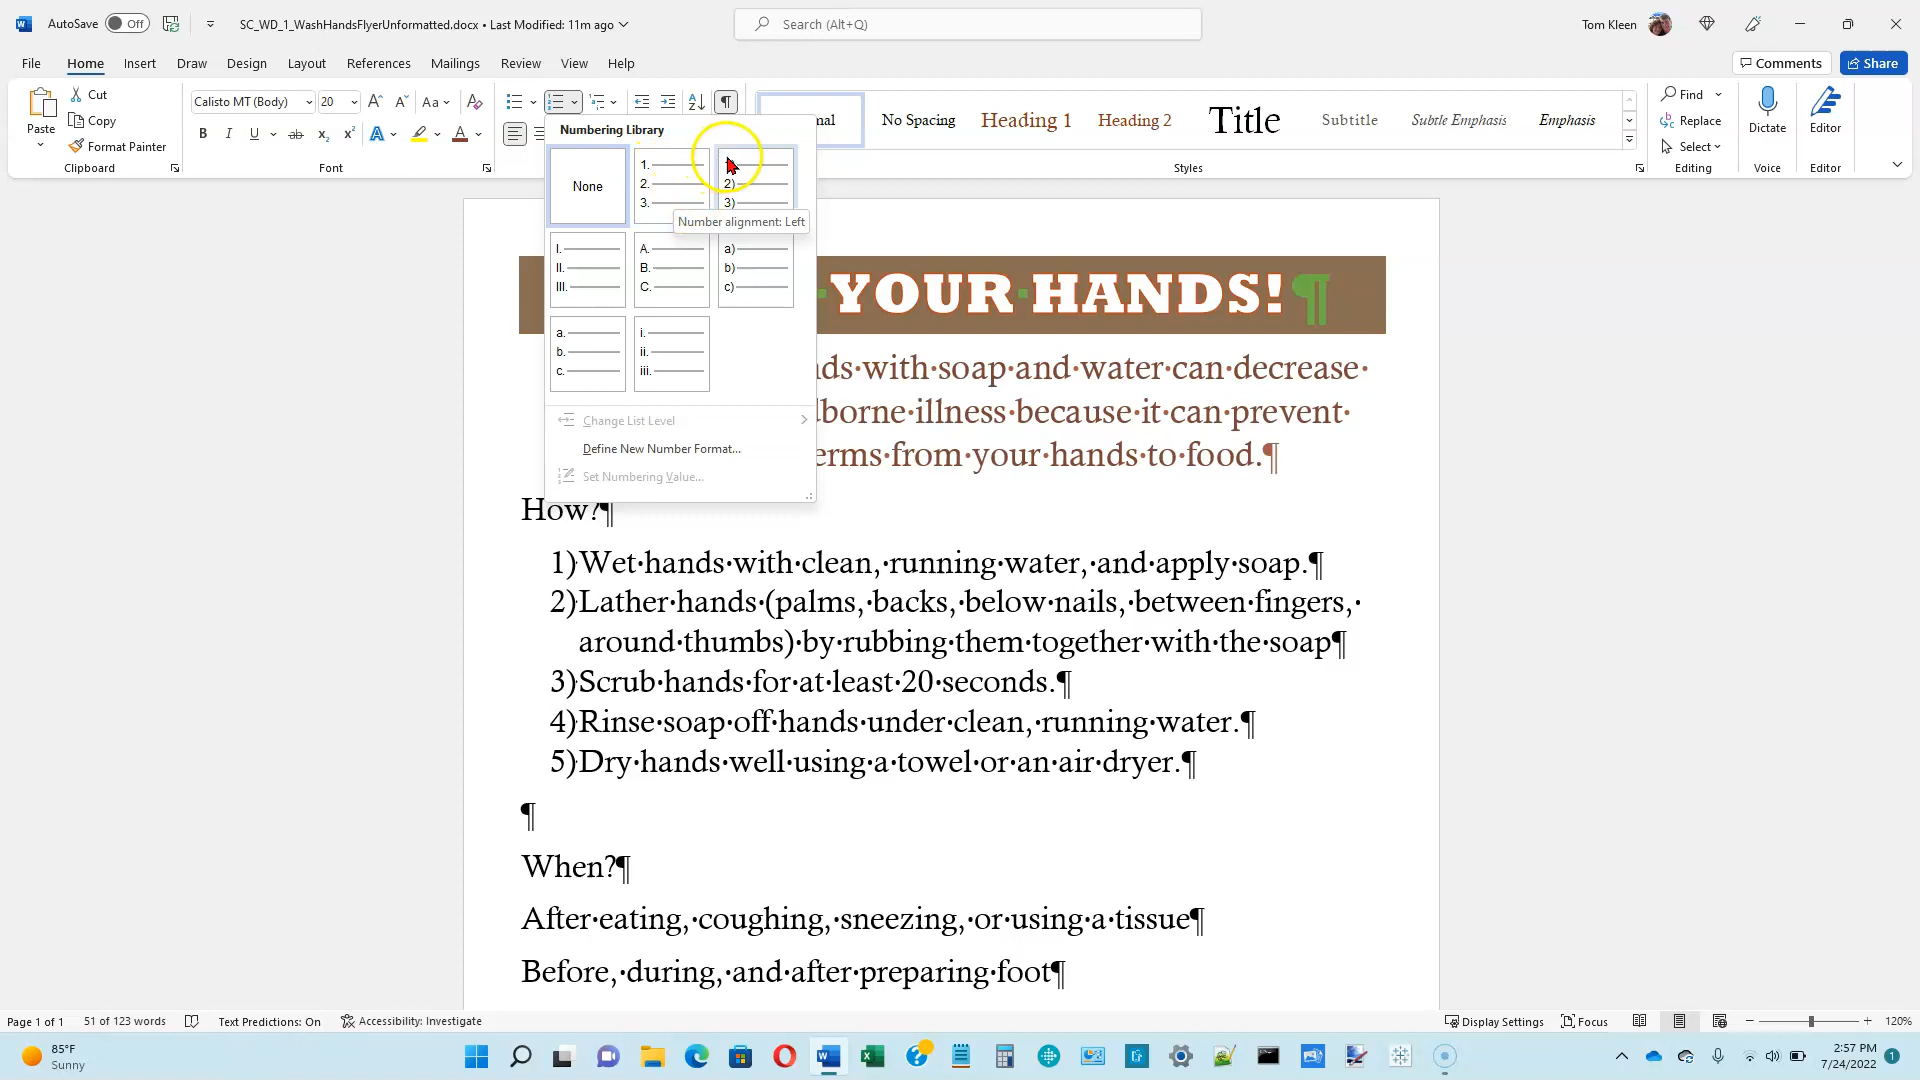 AutoSave Off SC_WD_1_WashHandsFlyerUnformatted.docx • Last Modified: 11m ago Search (Alt+Q) Tom Kleen
File Home Insert Draw Design Layout References Mailings Review View Help Comments Share
Paste Cut Copy Format Painter
Calisto MT (Body) 20 Aa
Normal No Spacing Heading 1 Heading 2 Title Subtitle Subtle Emphasis Emphasis
Find Replace Select Dictate Editor
Clipboard Font Styles Editing Voice Editor
Numbering Library
None
1.
2.
3.
2)
3)
Number alignment: Left
I.
II.
III.
A.
B.
C.
a)
b)
c)
a.
b.
c.
i.
ii.
iii.
Change List Level
Define New Number Format...
Set Numbering Value...
YOUR·HANDS!¶
nds·with·soap·and·water·can·decrease·
borne·illness·because·it·can·prevent·
erms·from·your·hands·to·food.¶
How?¶
1)Wet·hands·with·clean,·running·water,·and·apply·soap.¶
2)Lather·hands·(palms,·backs,·below·nails,·between·fingers,·
around·thumbs)·by·rubbing·them·together·with·the·soap¶
3)Scrub·hands·for·at·least·20·seconds.¶
4)Rinse·soap·off·hands·under·clean,·running·water.¶
5)Dry·hands·well·using·a·towel·or·an·air·dryer.¶
¶
When?¶
After·eating,·coughing,·sneezing,·or·using·a·tissue¶
Before,·during,·and·after·preparing·foot¶
Page 1 of 1 51 of 123 words Text Predictions: On Accessibility: Investigate Display Settings Focus 120%
85°F
Sunny
2:57 PM
7/24/2022
1